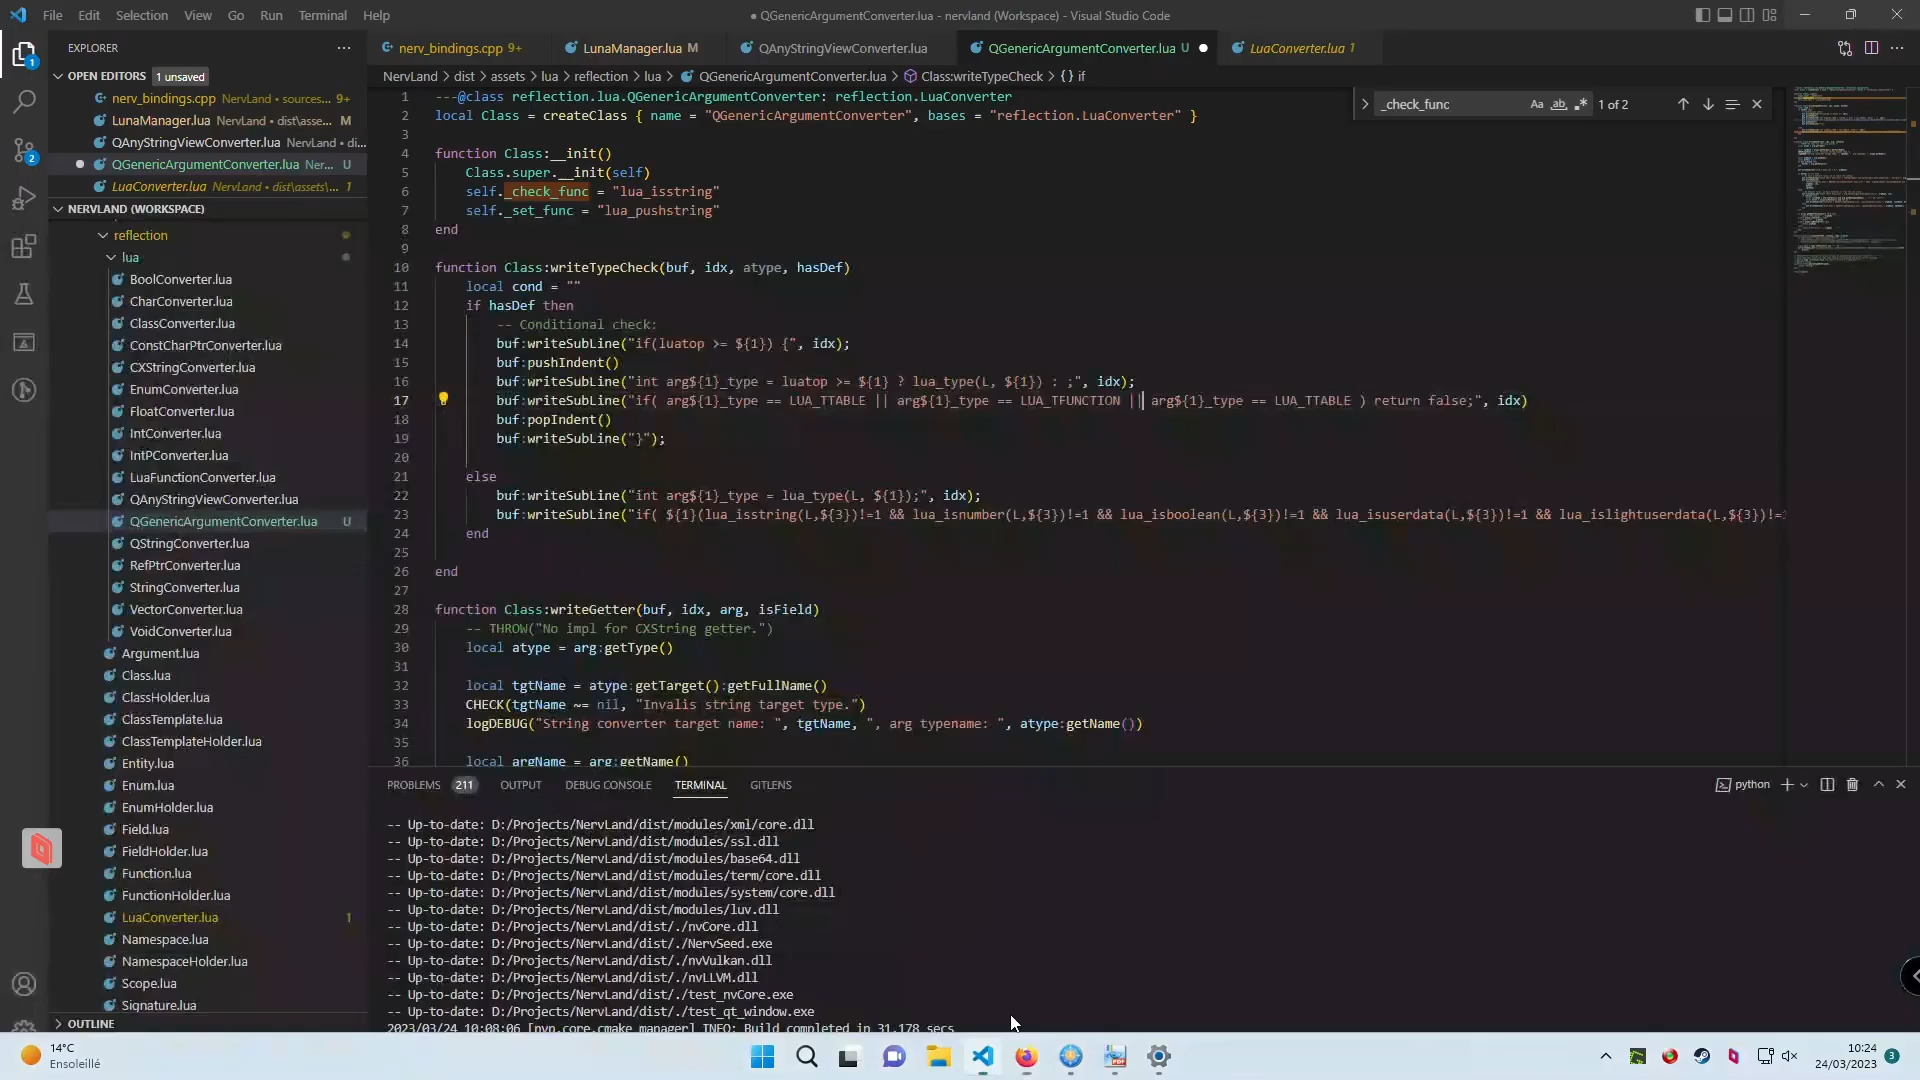 File Edit Selection View Go Run Terminal Help
● QGenericArgumentConverter.lua - nervland (Workspace) - Visual Studio Code
EXPLORER
OPEN EDITORS 1 unsaved
nerv_bindings.cpp NervLand • sources... 9+
LunaManager.lua NervLand • dist\asse... M
QAnyStringViewConverter.lua NervLand • di...
QGenericArgumentConverter.lua Ner... U
LuaConverter.lua NervLand • dist\assets\... 1
NERVLAND (WORKSPACE)
reflection
lua
BoolConverter.lua
CharConverter.lua
ClassConverter.lua
ConstCharPtrConverter.lua
CXStringConverter.lua
EnumConverter.lua
FloatConverter.lua
IntConverter.lua
IntPConverter.lua
LuaFunctionConverter.lua
QAnyStringViewConverter.lua
QGenericArgumentConverter.lua U
QStringConverter.lua
RefPtrConverter.lua
StringConverter.lua
VectorConverter.lua
VoidConverter.lua
Argument.lua
Class.lua
ClassHolder.lua
ClassTemplate.lua
ClassTemplateHolder.lua
Entity.lua
Enum.lua
EnumHolder.lua
Field.lua
FieldHolder.lua
Function.lua
FunctionHolder.lua
LuaConverter.lua 1
Namespace.lua
NamespaceHolder.lua
Scope.lua
Signature.lua
OUTLINE
nerv_bindings.cpp 9+ LunaManager.lua M QAnyStringViewConverter.lua QGenericArgumentConverter.lua U ● LuaConverter.lua 1
NervLand > dist > assets > lua > reflection > lua > QGenericArgumentConverter.lua > Class:writeTypeCheck > {} if
_check_func Aa ab 1 of 2
1 ---@class reflection.lua.QGenericArgumentConverter: reflection.LuaConverter
2 local Class = createClass { name = "QGenericArgumentConverter", bases = "reflection.LuaConverter" }
3
4 function Class:__init()
5 Class.super.__init(self)
6 self._check_func = "lua_isstring"
7 self._set_func = "lua_pushstring"
8 end
9
10 function Class:writeTypeCheck(buf, idx, atype, hasDef)
11 local cond = ""
12 if hasDef then
13 -- Conditional check:
14 buf:writeSubLine("if(luatop >= ${1}) {", idx);
15 buf:pushIndent()
16 buf:writeSubLine("int arg${1}_type = luatop >= ${1} ? lua_type(L, ${1}) : ;", idx);
17 buf:writeSubLine("if( arg${1}_type == LUA_TTABLE || arg${1}_type == LUA_TFUNCTION || arg${1}_type == LUA_TTABLE ) return false;", idx)
18 buf:popIndent()
19 buf:writeSubLine("}");
20
21 else
22 buf:writeSubLine("int arg${1}_type = lua_type(L, ${1});", idx);
23 buf:writeSubLine("if( ${1}(lua_isstring(L,${3})!=1 && lua_isnumber(L,${3})!=1 && lua_isboolean(L,${3})!=1 && lua_isuserdata(L,${3})!=1 && lua_islightuserdata(L,${3})!=
24 end
25
26 end
27
28 function Class:writeGetter(buf, idx, arg, isField)
29 -- THROW("No impl for CXString getter.")
30 local atype = arg:getType()
31
32 local tgtName = atype:getTarget():getFullName()
33 CHECK(tgtName ~= nil, "Invalis string target type.")
34 logDEBUG("String converter target name: ", tgtName, ", arg typename: ", atype:getName())
35
36 local argName = arg:getName()
PROBLEMS 211 OUTPUT DEBUG CONSOLE TERMINAL GITLENS
python
-- Up-to-date: D:/Projects/NervLand/dist/modules/xml/core.dll
-- Up-to-date: D:/Projects/NervLand/dist/modules/ssl.dll
-- Up-to-date: D:/Projects/NervLand/dist/modules/base64.dll
-- Up-to-date: D:/Projects/NervLand/dist/modules/term/core.dll
-- Up-to-date: D:/Projects/NervLand/dist/modules/system/core.dll
-- Up-to-date: D:/Projects/NervLand/dist/modules/luv.dll
-- Up-to-date: D:/Projects/NervLand/dist/./nvCore.dll
-- Up-to-date: D:/Projects/NervLand/dist/./NervSeed.exe
-- Up-to-date: D:/Projects/NervLand/dist/./nvVulkan.dll
-- Up-to-date: D:/Projects/NervLand/dist/./nvLLVM.dll
-- Up-to-date: D:/Projects/NervLand/dist/./test_nvCore.exe
-- Up-to-date: D:/Projects/NervLand/dist/./test_qt_window.exe
2023/03/24 10:08:06 [nvp.core.cmake_manager] INFO: Build completed in 31.178 secs
14°C
Ensoleillé
10:24
24/03/2023
3